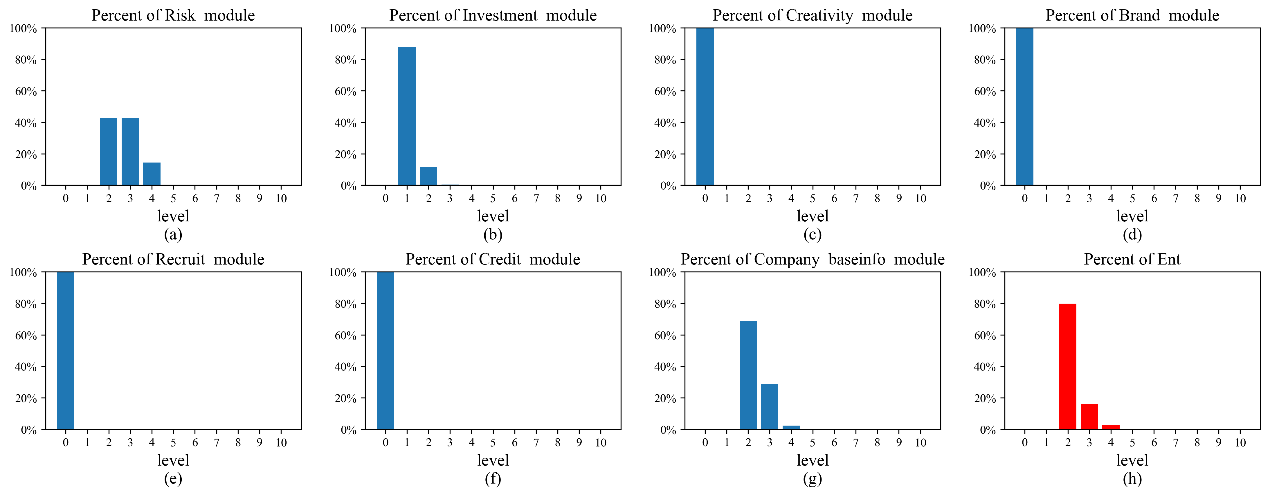 Percent of Risk module
100%
80%
60%
40%
20%
0%
0 1 2 3 4 5 6 7 8 9 10
level
(a)
Percent of Investment module
100%
80%
60%
40%
20%
0%
0 1 2 3 4 5 6 7 8 9 10
level
(b)
Percent of Creativity module
100%
80%
60%
40%
20%
0%
0 1 2 3 4 5 6 7 8 9 10
level
(c)
Percent of Brand module
100%
80%
60%
40%
20%
0%
0 1 2 3 4 5 6 7 8 9 10
level
(d)
Percent of Recruit module
100%
80%
60%
40%
20%
0%
0 1 2 3 4 5 6 7 8 9 10
level
(e)
Percent of Credit module
100%
80%
60%
40%
20%
0%
0 1 2 3 4 5 6 7 8 9 10
level
(f)
Percent of Company baseinfo module
100%
80%
60%
40%
20%
0%
0 1 2 3 4 5 6 7 8 9 10
level
(g)
Percent of Ent
100%
80%
60%
40%
20%
0%
0 1 2 3 4 5 6 7 8 9 10
level
(h)